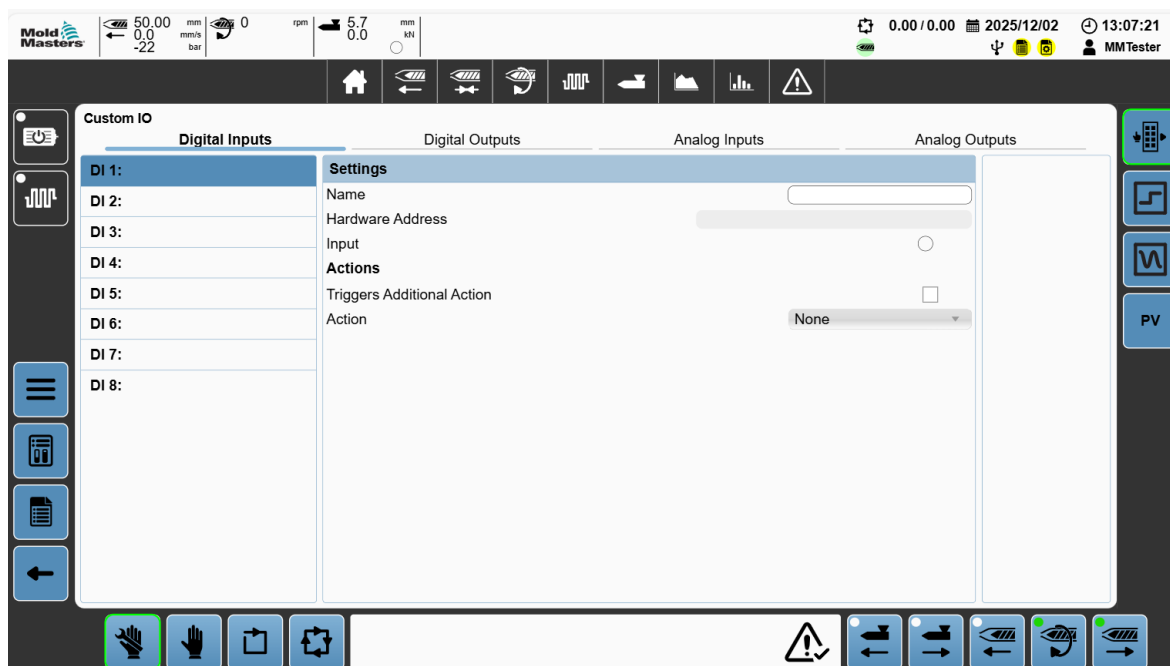 Mold Masters
50.00 mm
0.0 mm/s
-22 bar
0 rpm
5.7 mm
0.0 kN
0.00 / 0.00
2025/12/02
13:07:21
MMTester
Custom IO
Digital Inputs
Digital Outputs
Analog Inputs
Analog Outputs
DI 1:
DI 2:
DI 3:
DI 4:
DI 5:
DI 6:
DI 7:
DI 8:
Settings
Name
Hardware Address
Input
Actions
Triggers Additional Action
Action None
PV